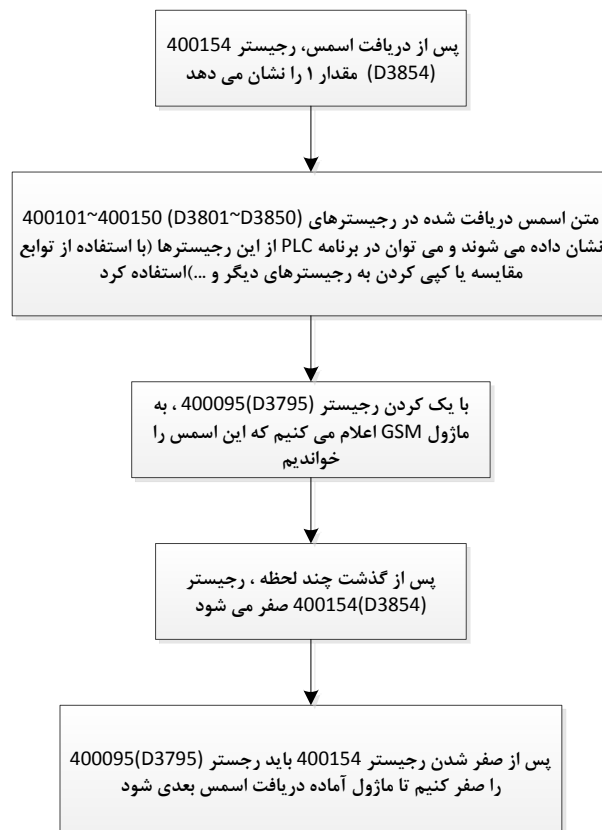 پس از دریافت اسمس، رجیستر 400154
(D3854) مقدار ۱ را نشان می دهد
متن اسمس دریافت شده در رجیسترهای (D3801~D3850) 400101~400150
نشان داده می شوند و می توان در برنامه PLC از این رجیسترها (با استفاده از توابع
مقایسه یا کپی کردن به رجیسترهای دیگر و ...)استفاده کرد
با یک کردن رجیستر 400095(D3795) ، به
ماژول GSM اعلام می کنیم که این اسمس را
خواندیم
پس از گذشت چند لحظه ، رجیستر
400154(D3854) صفر می شود
پس از صفر شدن رجیستر 400154 باید رجستر 400095(D3795)
را صفر کنیم تا ماژول آماده دریافت اسمس بعدی شود